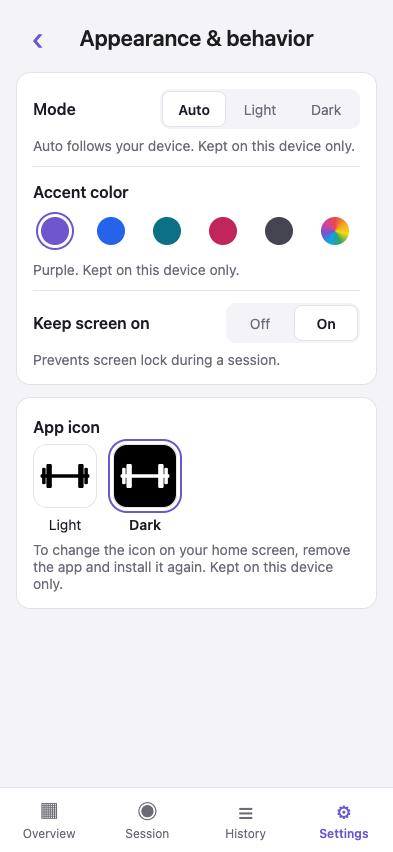 Appearance & behavior
Mode
Auto Light Dark
Auto follows your device. Kept on this device only.
Accent color
Purple. Kept on this device only.
Keep screen on
Off On
Prevents screen lock during a session.
App icon
Light Dark
To change the icon on your home screen, remove
the app and install it again. Kept on this device
only.
Overview Session History Settings